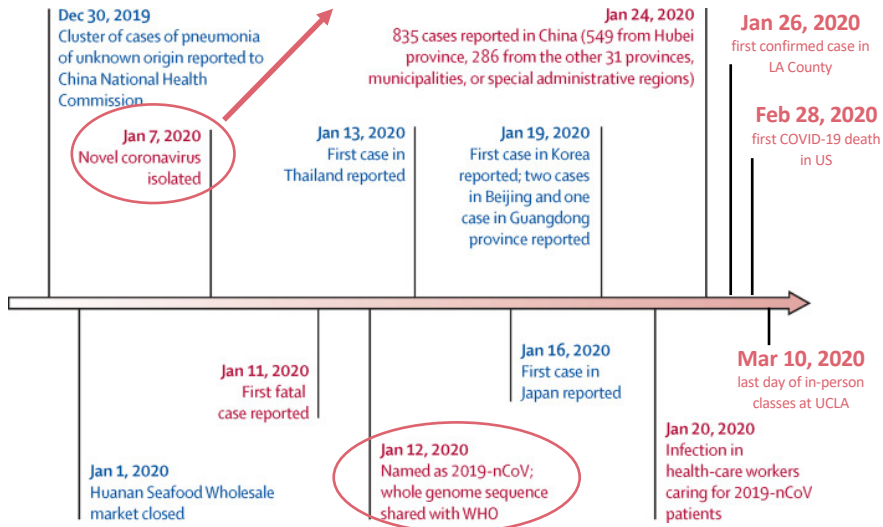 Dec 30, 2019
Cluster of cases of pneumonia
of unknown origin reported to
China National Health
Commission
Jan 7, 2020
Novel coronavirus
isolated
Jan 13, 2020
First case in
Thailand reported
Jan 19, 2020
First case in Korea
reported; two cases
in Beijing and one
case in Guangdong
province reported
Jan 24, 2020
835 cases reported in China (549 from Hubei
province, 286 from the other 31 provinces,
municipalities, or special administrative regions)
Jan 26, 2020
first confirmed case in
LA County
Feb 28, 2020
first COVID-19 death
in US
Jan 1, 2020
Huanan Seafood Wholesale
market closed
Jan 11, 2020
First fatal
case reported
Jan 12, 2020
Named as 2019-nCoV;
whole genome sequence
shared with WHO
Jan 16, 2020
First case in
Japan reported
Jan 20, 2020
Infection in
health-care workers
caring for 2019-nCoV
patients
Mar 10, 2020
last day of in-person
classes at UCLA